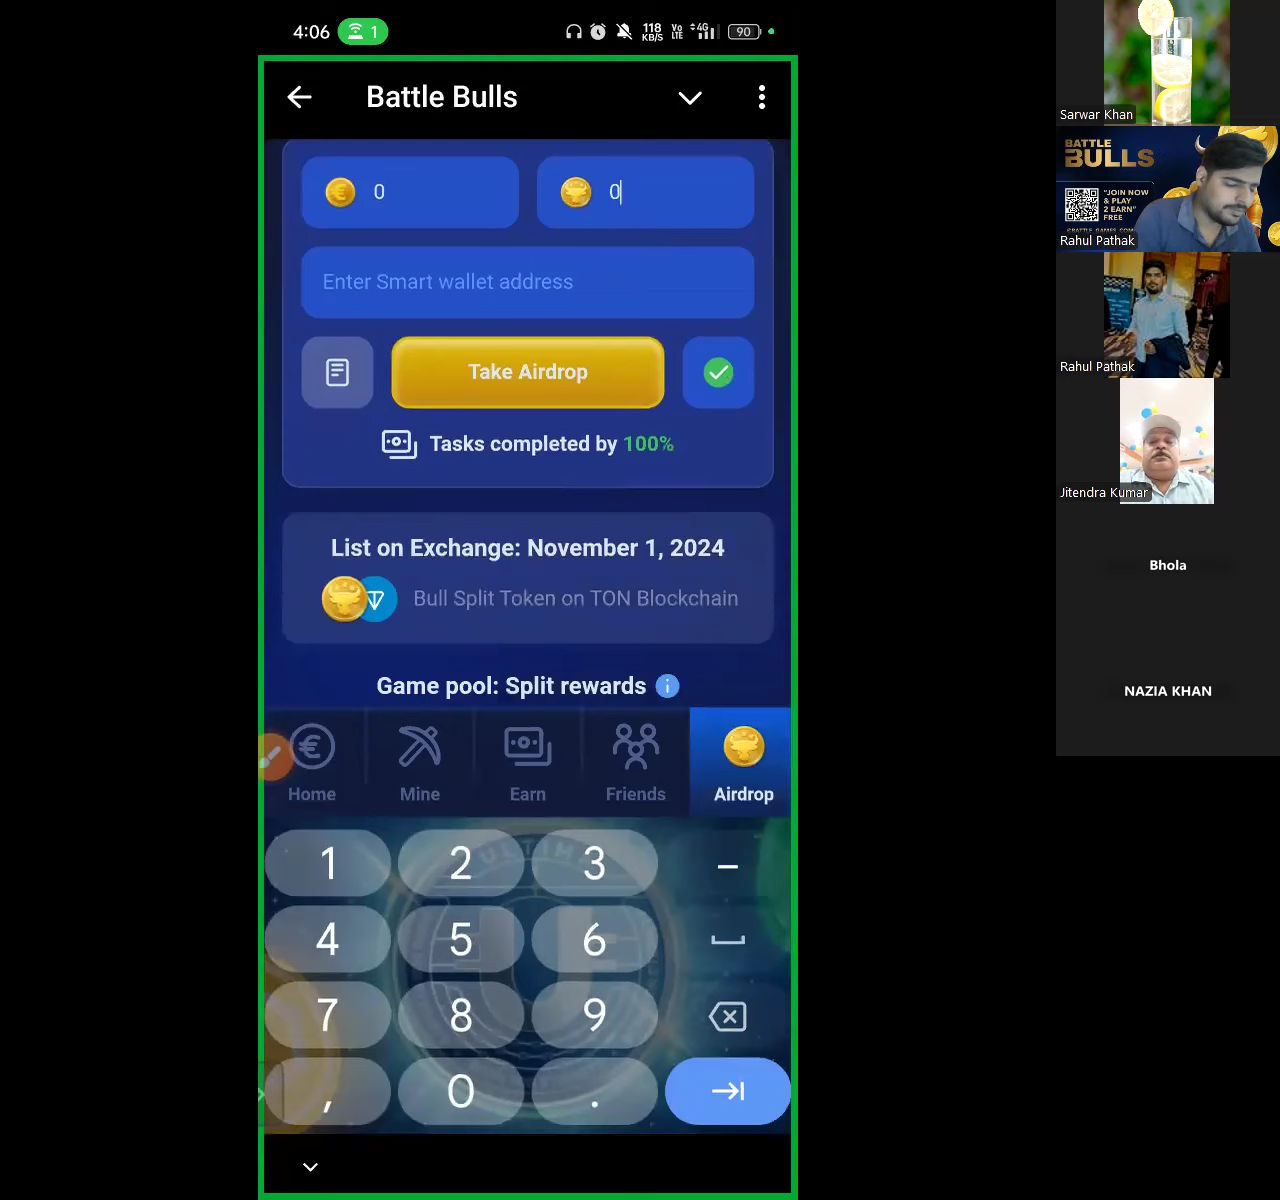 4:06
1
118
KB/S
Vo
LTE
4G
90
Battle Bulls
0
0
Enter Smart wallet address
Take Airdrop
Tasks completed by 100%
List on Exchange: November 1, 2024
Bull Split Token on TON Blockchain
Game pool: Split rewards
Home
Mine
Earn
Friends
Airdrop
1 2 3 –
4 5 6
7 8 9
, 0 .
Sarwar Khan
BATTLE
BULLS
"JOIN NOW
& PLAY
2 EARN"
FREE
Rahul Pathak
Rahul Pathak
Jitendra Kumar
Bhola
NAZIA KHAN